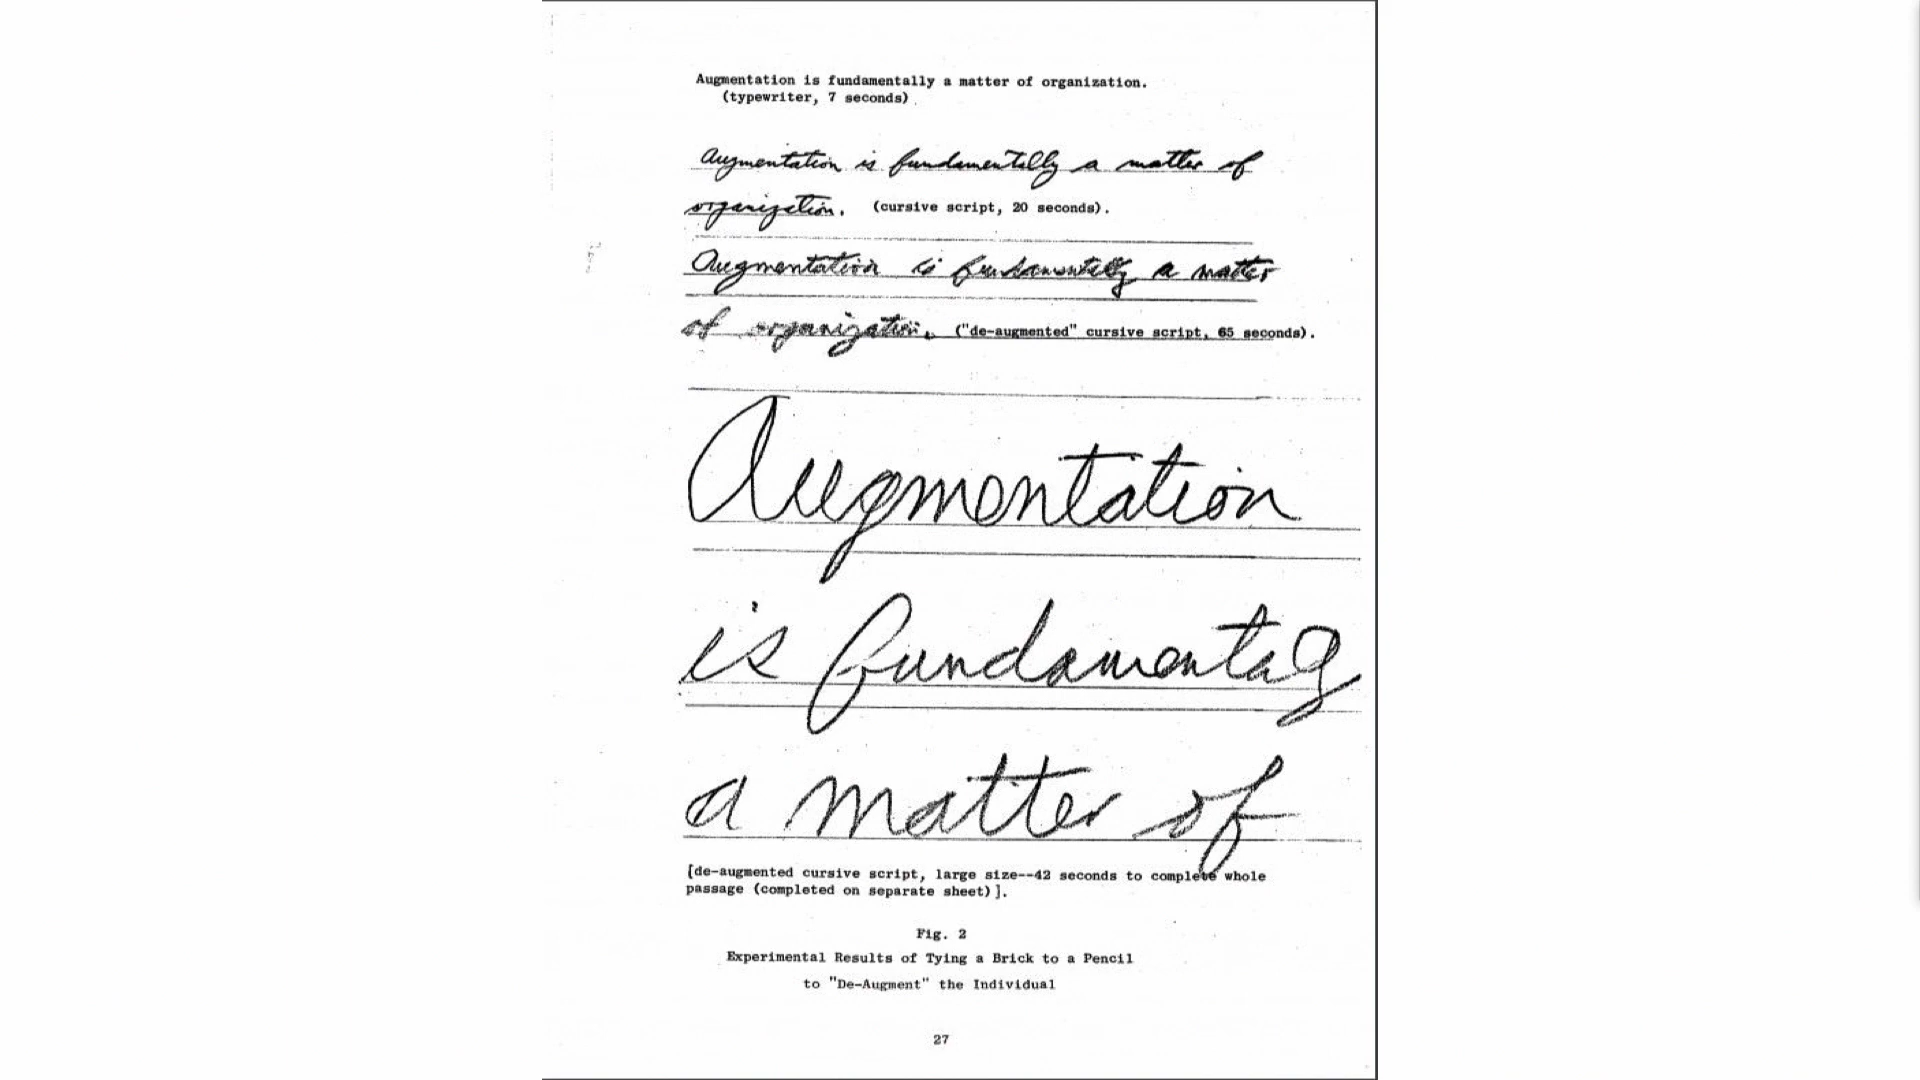 Augmentation is fundamentally a matter of organization.
(typewriter, 7 seconds).
Augmentation is fundamentally a matter of
organization. (cursive script, 20 seconds).
Augmentation is fundamentally a matter
of organization. ("de-augmented" cursive script, 65 seconds).
Augmentation
is fundamentally
a matter of
[de-augmented cursive script, large size--42 seconds to complete whole
passage (completed on separate sheet)].
Fig. 2
Experimental Results of Tying a Brick to a Pencil
to "De-Augment" the Individual
27